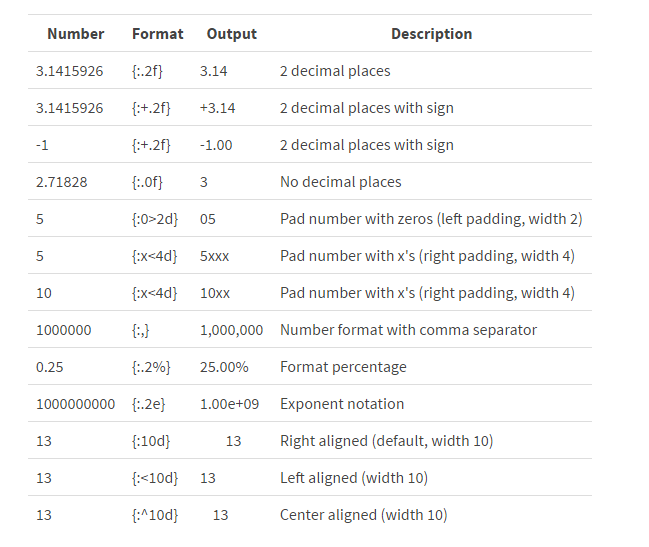 Number Format Output Description
3.1415926 {:.2f} 3.14 2 decimal places
3.1415926 {:+.2f} +3.14 2 decimal places with sign
-1 {:+.2f} -1.00 2 decimal places with sign
2.71828 {:.0f} 3 No decimal places
5 {:0>2d} 05 Pad number with zeros (left padding, width 2)
5 {:x<4d} 5xxx Pad number with x's (right padding, width 4)
10 {:x<4d} 10xx Pad number with x's (right padding, width 4)
1000000 {:,} 1,000,000 Number format with comma separator
0.25 {:.2%} 25.00% Format percentage
1000000000 {:.2e} 1.00e+09 Exponent notation
13 {:10d} 13 Right aligned (default, width 10)
13 {:<10d} 13 Left aligned (width 10)
13 {:^10d} 13 Center aligned (width 10)